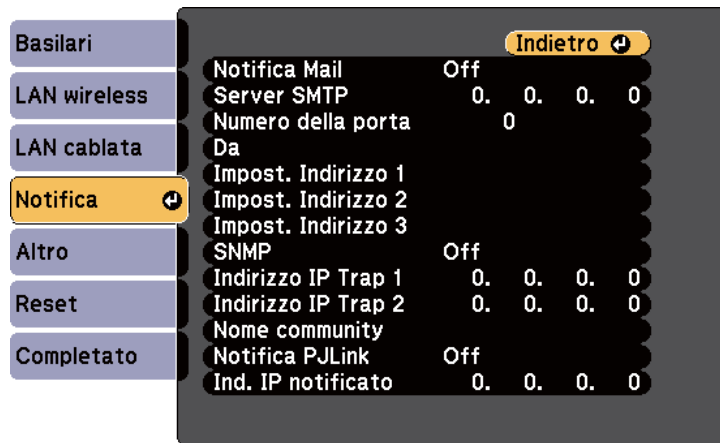 Basilari
LAN wireless
LAN cablata
Notifica
Altro
Reset
Completato
Indietro
Notifica Mail Off
Server SMTP 0. 0. 0. 0
Numero della porta 0
Da
Impost. Indirizzo 1
Impost. Indirizzo 2
Impost. Indirizzo 3
SNMP Off
Indirizzo IP Trap 1 0. 0. 0. 0
Indirizzo IP Trap 2 0. 0. 0. 0
Nome community
Notifica PJLink Off
Ind. IP notificato 0. 0. 0. 0